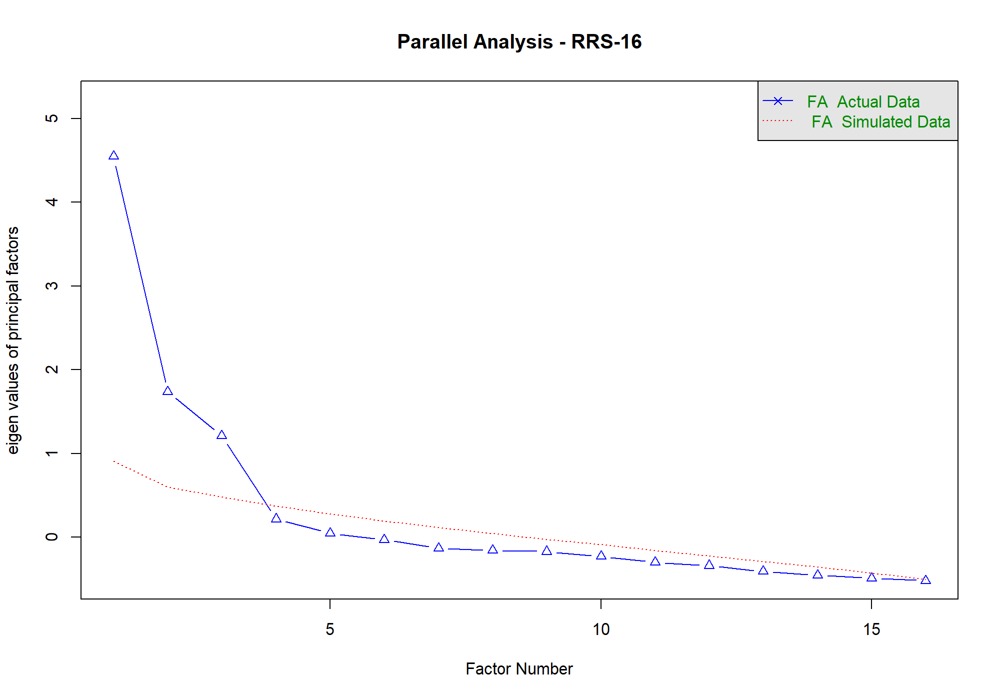 Parallel Analysis - RRS-16
FA Actual Data
FA Simulated Data
eigen values of principal factors
5
4
3
2
1
0
5
10
15
Factor Number